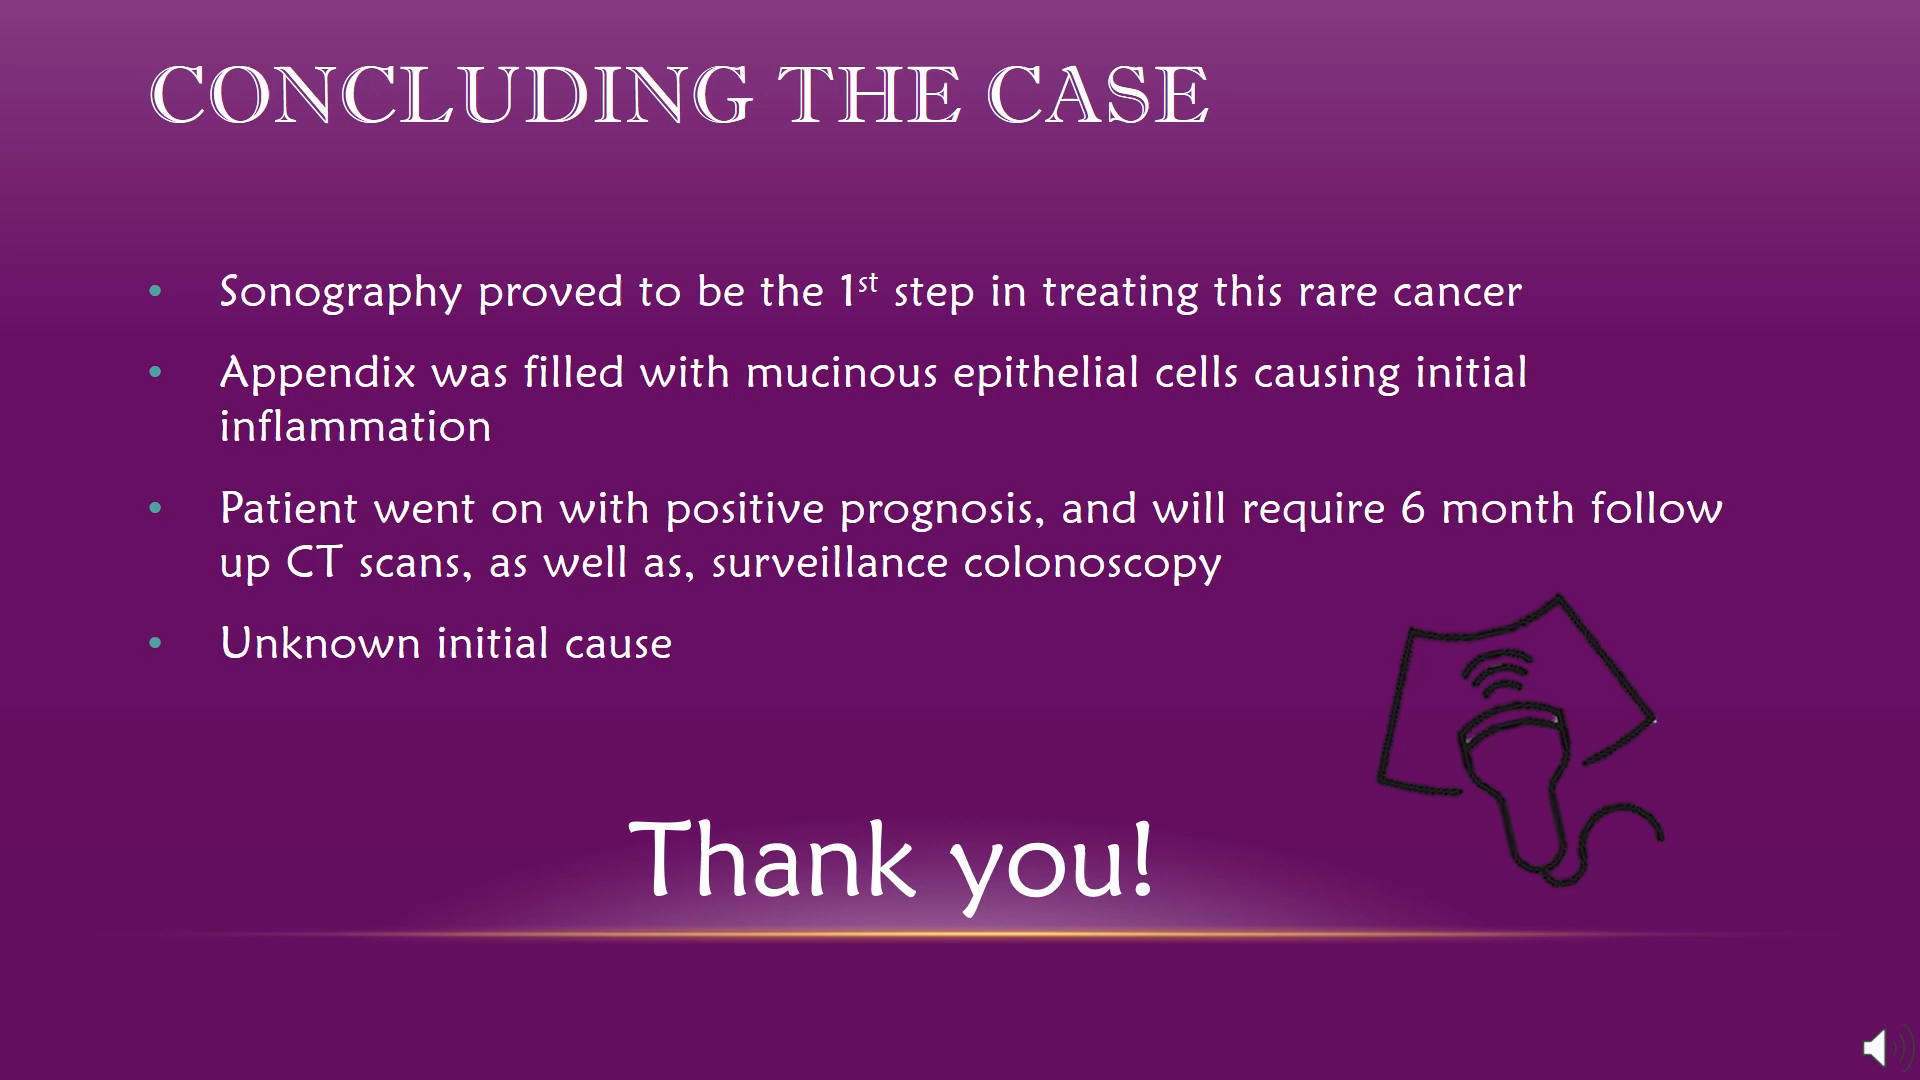 CONCLUDING THE CASE
• Sonography proved to be the 1st step in treating this rare cancer
• Appendix was filled with mucinous epithelial cells causing initial
inflammation
• Patient went on with positive prognosis, and will require 6 month follow
up CT scans, as well as, surveillance colonoscopy
• Unknown initial cause
Thank you!